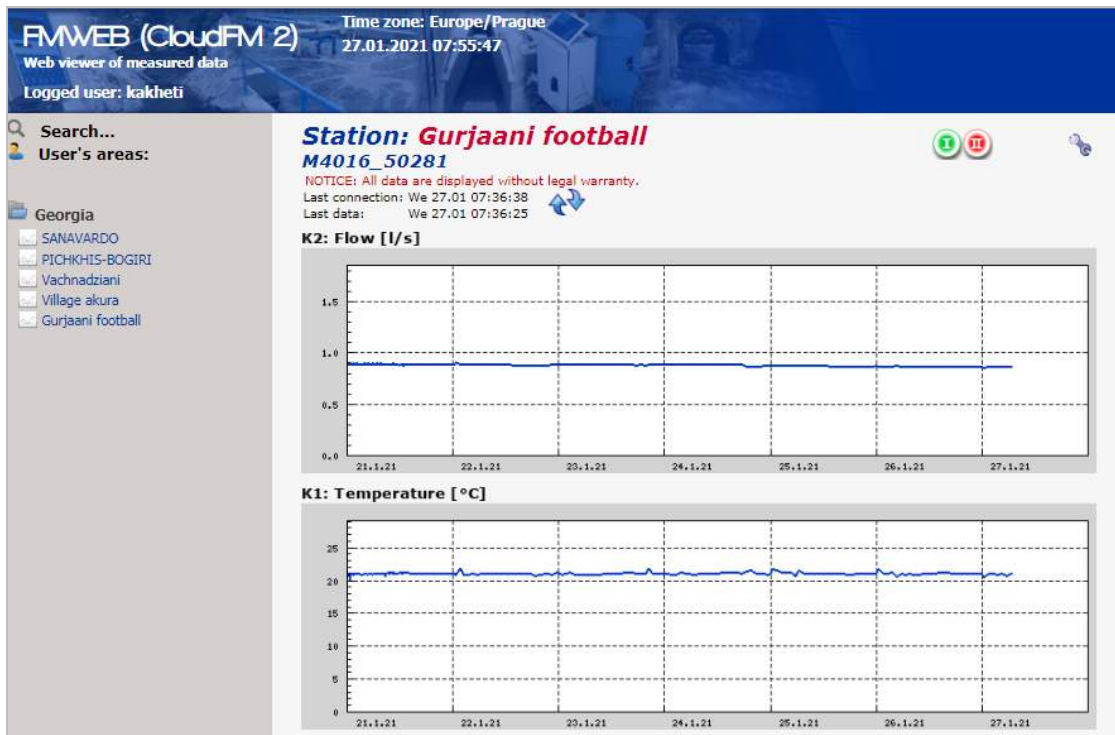 FMWEB (CloudFM 2)
Web viewer of measured data
Logged user: kakheti
Time zone: Europe/Prague
27.01.2021 07:55:47
Search...
User's areas:
Georgia
SANAVARDO
PICHKHIS-BOGIRI
Vachnadziani
Village akura
Gurjaani football
Station: Gurjaani football
M4016_50281
NOTICE: All data are displayed without legal warranty.
Last connection: We 27.01 07:36:38
Last data: We 27.01 07:36:25
I II
K2: Flow [l/s]
1.5
1.0
0.5
0.0
21.1.21 22.1.21 23.1.21 24.1.21 25.1.21 26.1.21 27.1.21
K1: Temperature [°C]
25
20
15
10
5
0
21.1.21 22.1.21 23.1.21 24.1.21 25.1.21 26.1.21 27.1.21